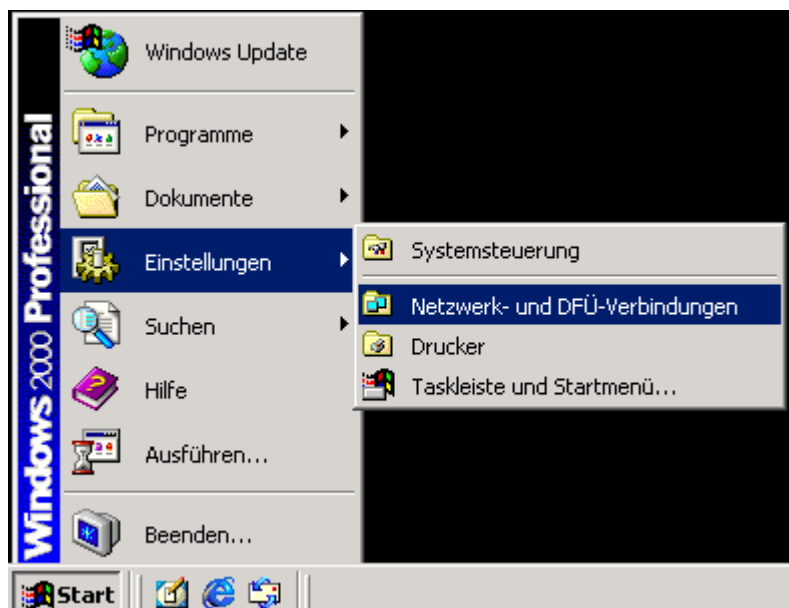 Windows 2000 Professional
Windows Update
Programme
Dokumente
Einstellungen
Suchen
Hilfe
Ausführen...
Beenden...
Systemsteuerung
Netzwerk- und DFÜ-Verbindungen
Drucker
Taskleiste und Startmenü...
Start